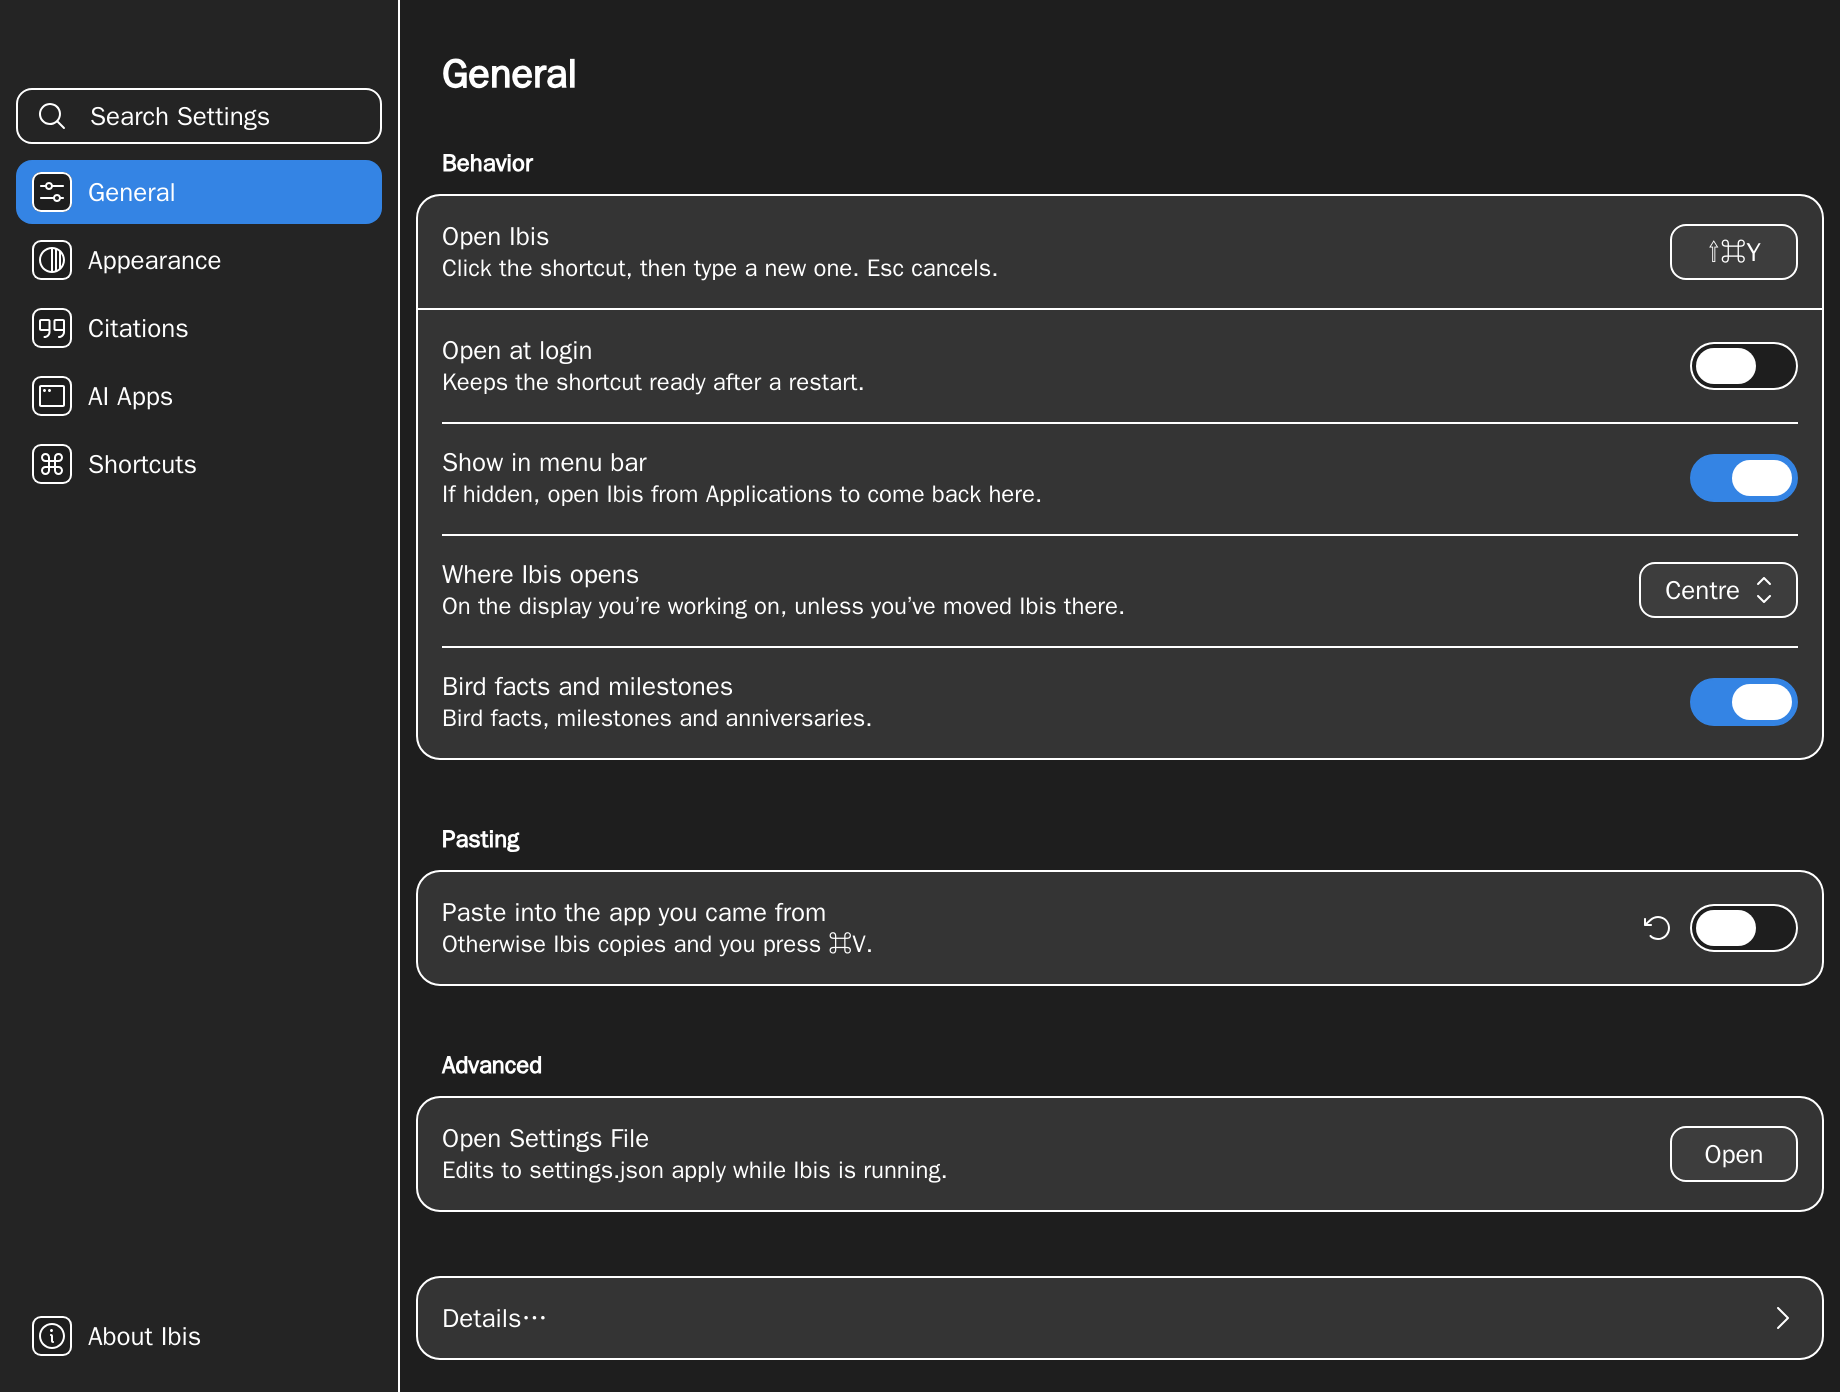 Search Settings
General
Appearance
Citations
AI Apps
Shortcuts
About Ibis
General
Behavior
Open Ibis
Click the shortcut, then type a new one. Esc cancels.
⇧⌘Y
Open at login
Keeps the shortcut ready after a restart.
Show in menu bar
If hidden, open Ibis from Applications to come back here.
Where Ibis opens
On the display you’re working on, unless you’ve moved Ibis there.
Centre
Bird facts and milestones
Bird facts, milestones and anniversaries.
Pasting
Paste into the app you came from
Otherwise Ibis copies and you press ⌘V.
Advanced
Open Settings File
Edits to settings.json apply while Ibis is running.
Open
Details…